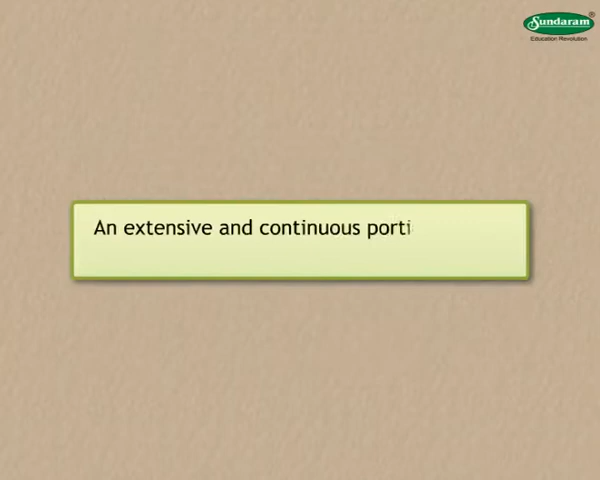 Sundaram
Education Revolution
An extensive and continuous porti